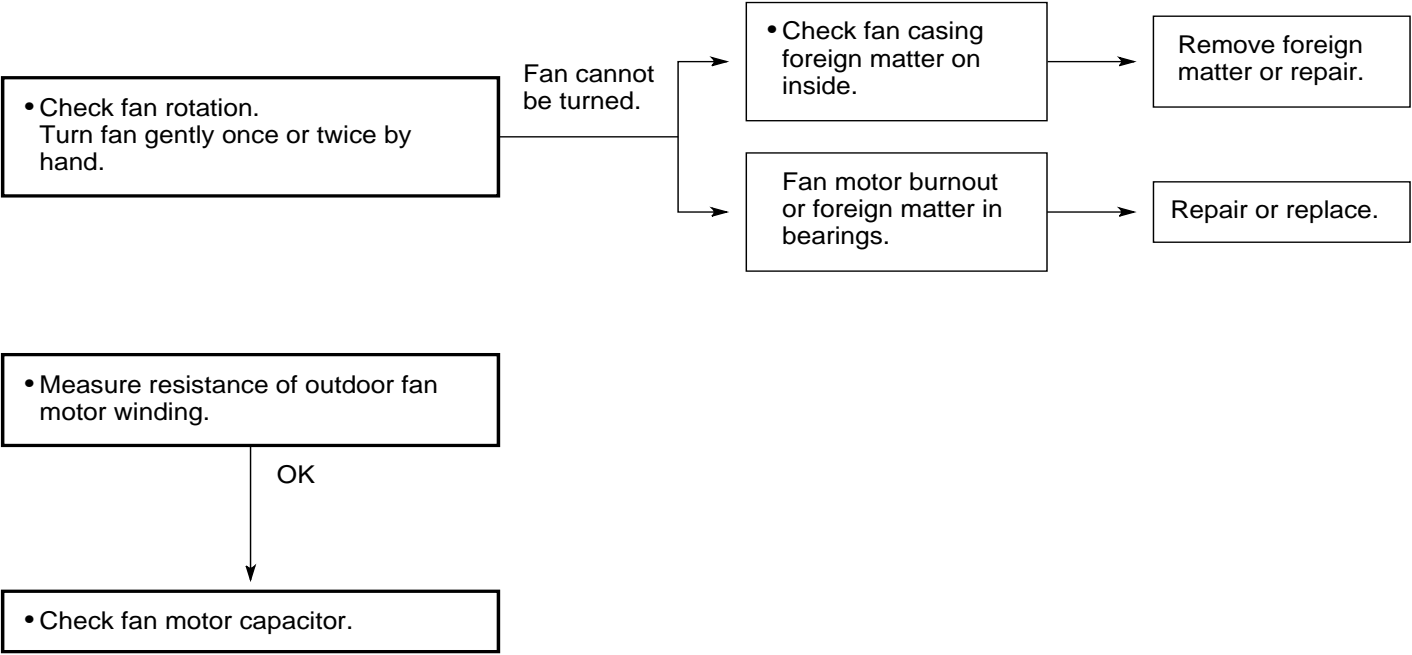 • Check fan rotation.
Turn fan gently once or twice by
hand.
Fan cannot
be turned.
• Check fan casing
foreign matter on
inside.
Remove foreign
matter or repair.
Fan motor burnout
or foreign matter in
bearings.
Repair or replace.
• Measure resistance of outdoor fan
motor winding.
OK
• Check fan motor capacitor.